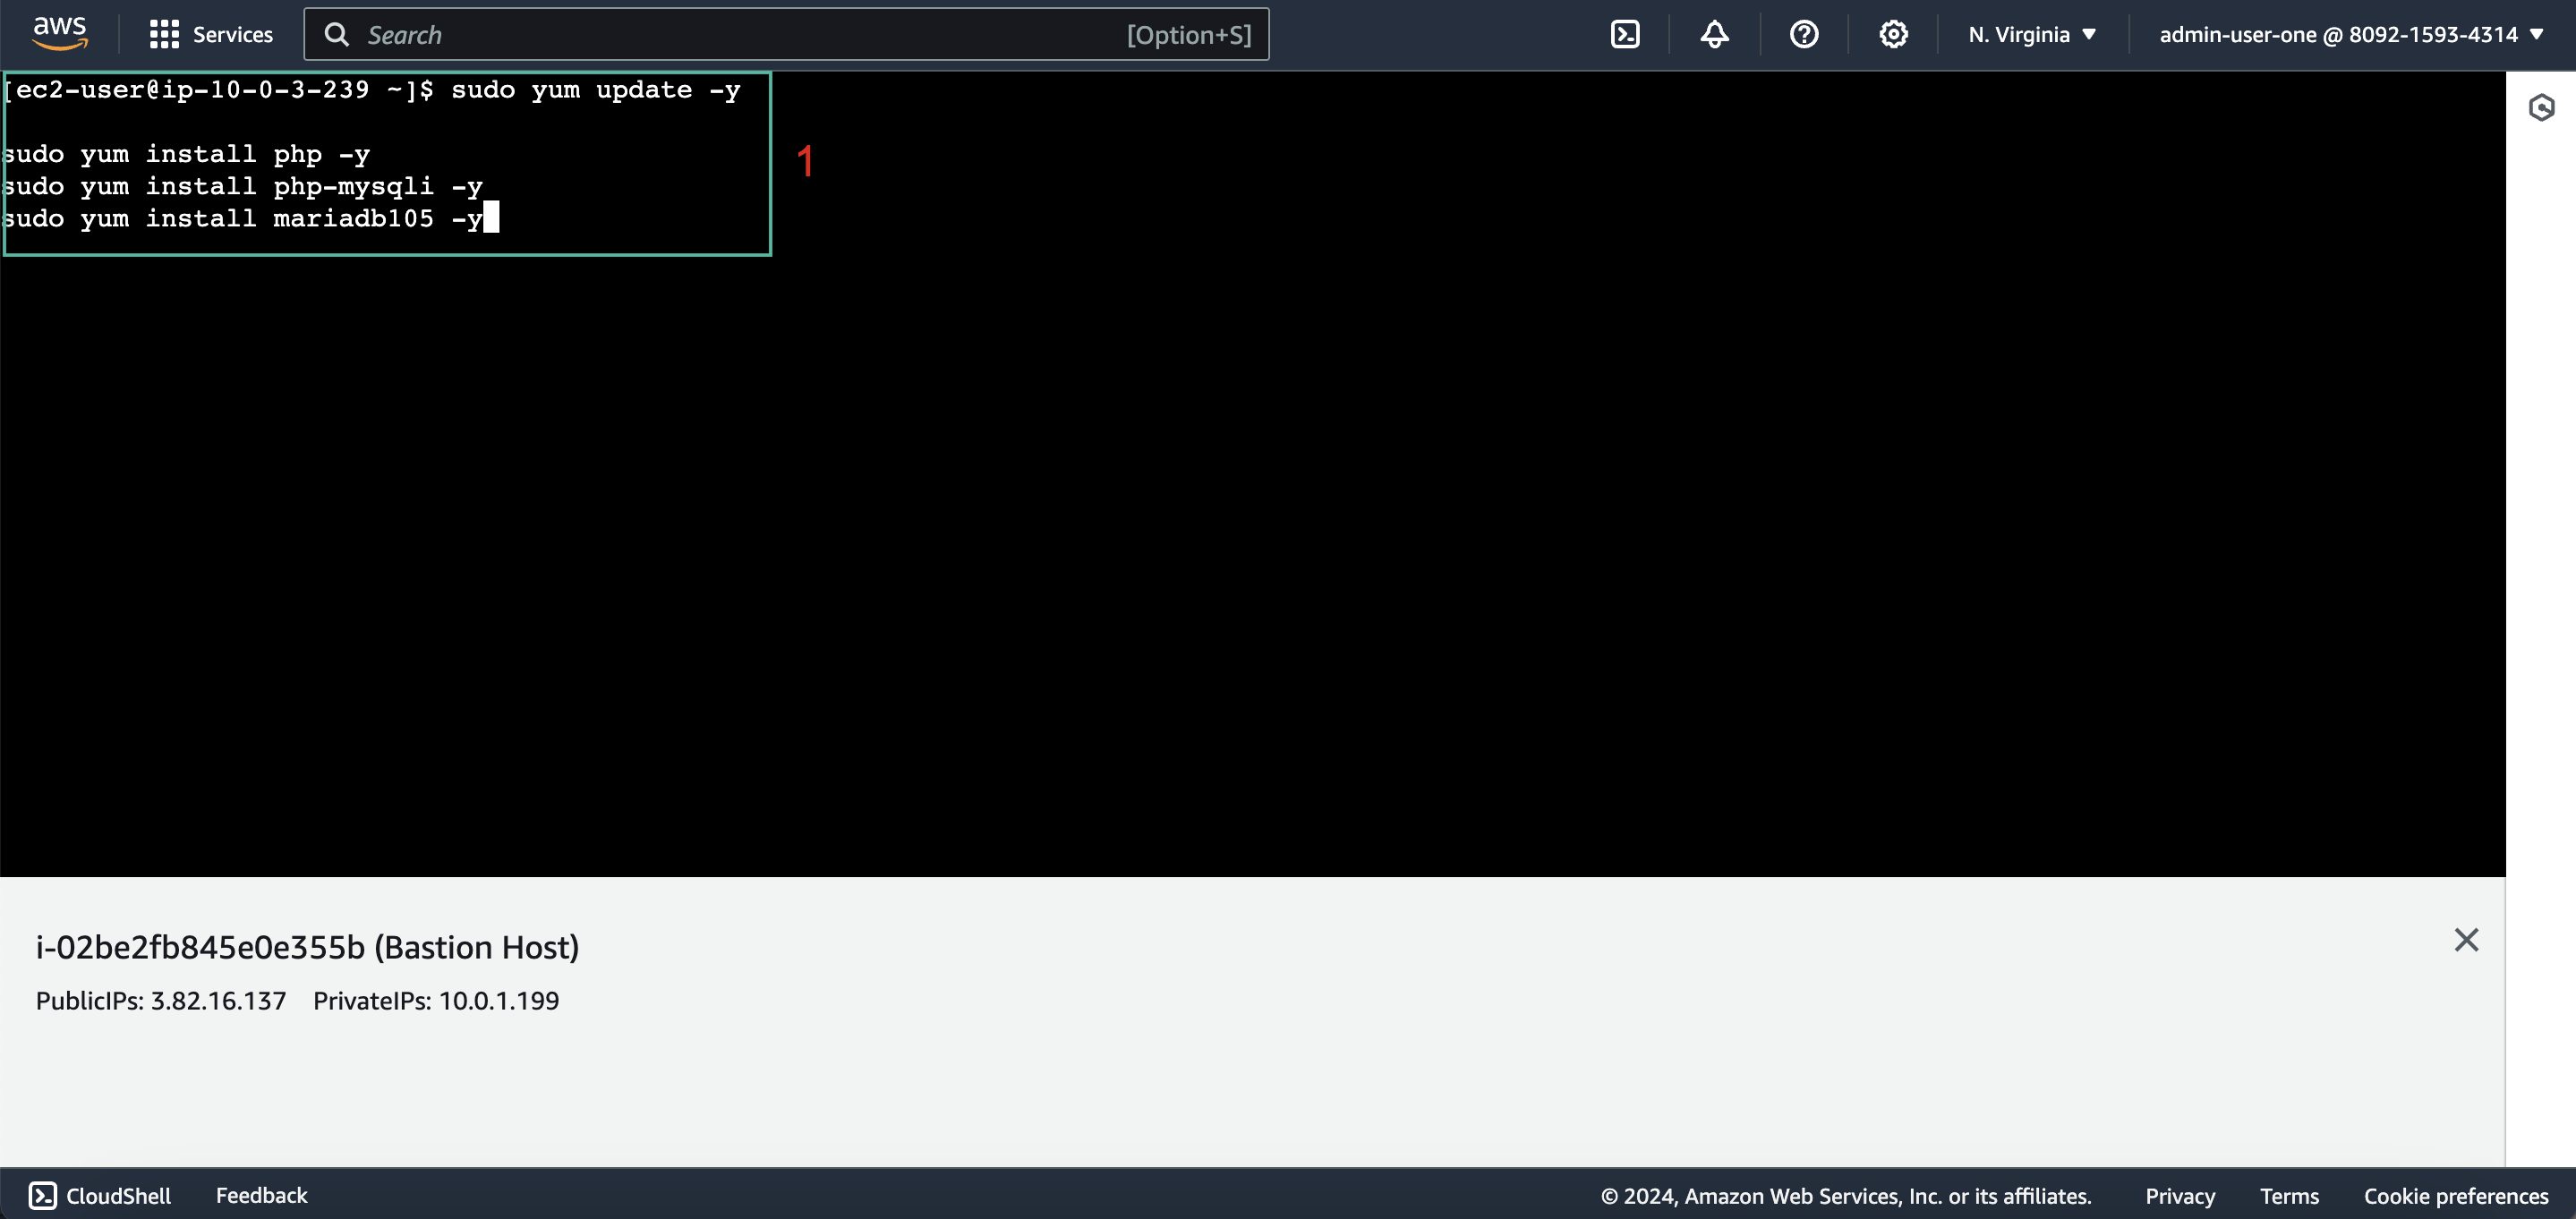 aws
Services
Search
[Option+S]
N. Virginia
admin-user-one @ 8092-1593-4314
[ec2-user@ip-10-0-3-239 ~]$ sudo yum update -y
sudo yum install php -y
sudo yum install php-mysqli -y
sudo yum install mariadb105 -y
1
i-02be2fb845e0e355b (Bastion Host)
PublicIPs: 3.82.16.137 PrivateIPs: 10.0.1.199
CloudShell
Feedback
© 2024, Amazon Web Services, Inc. or its affiliates.
Privacy
Terms
Cookie preferences